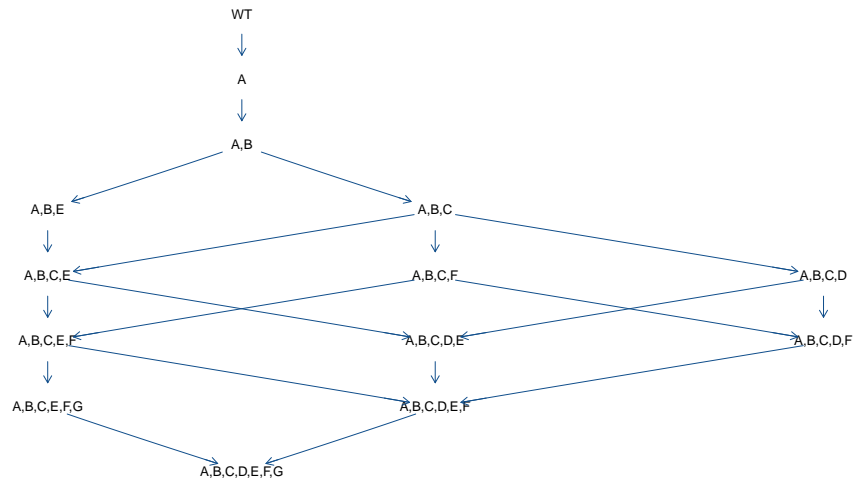 WT
A
A,B
A,B,E
A,B,C
A,B,C,E
A,B,C,F
A,B,C,D
A,B,C,E,F
A,B,C,D,E
A,B,C,D,F
A,B,C,E,F,G
A,B,C,D,E,F
A,B,C,D,E,F,G